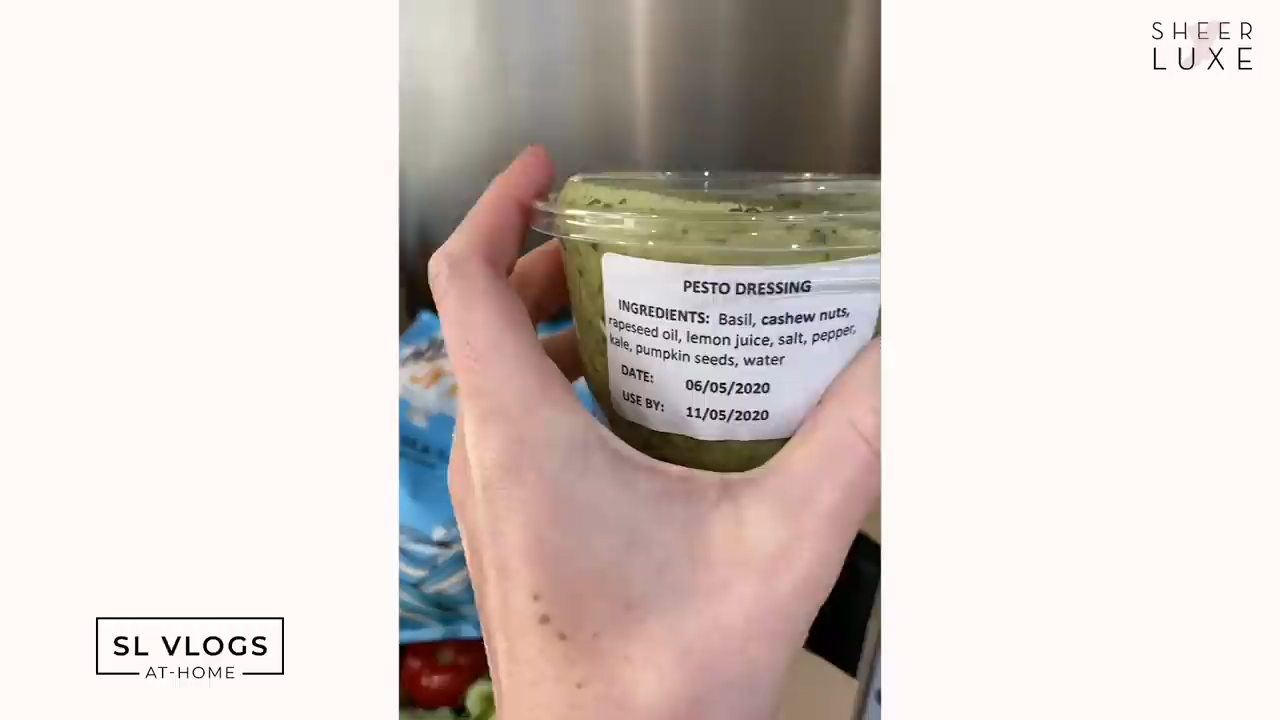 SHEER
LUXE
PESTO DRESSING
INGREDIENTS: Basil, cashew nuts,
rapeseed oil, lemon juice, salt, pepper,
kale, pumpkin seeds, water
DATE: 06/05/2020
USE BY: 11/05/2020
SL VLOGS
AT-HOME